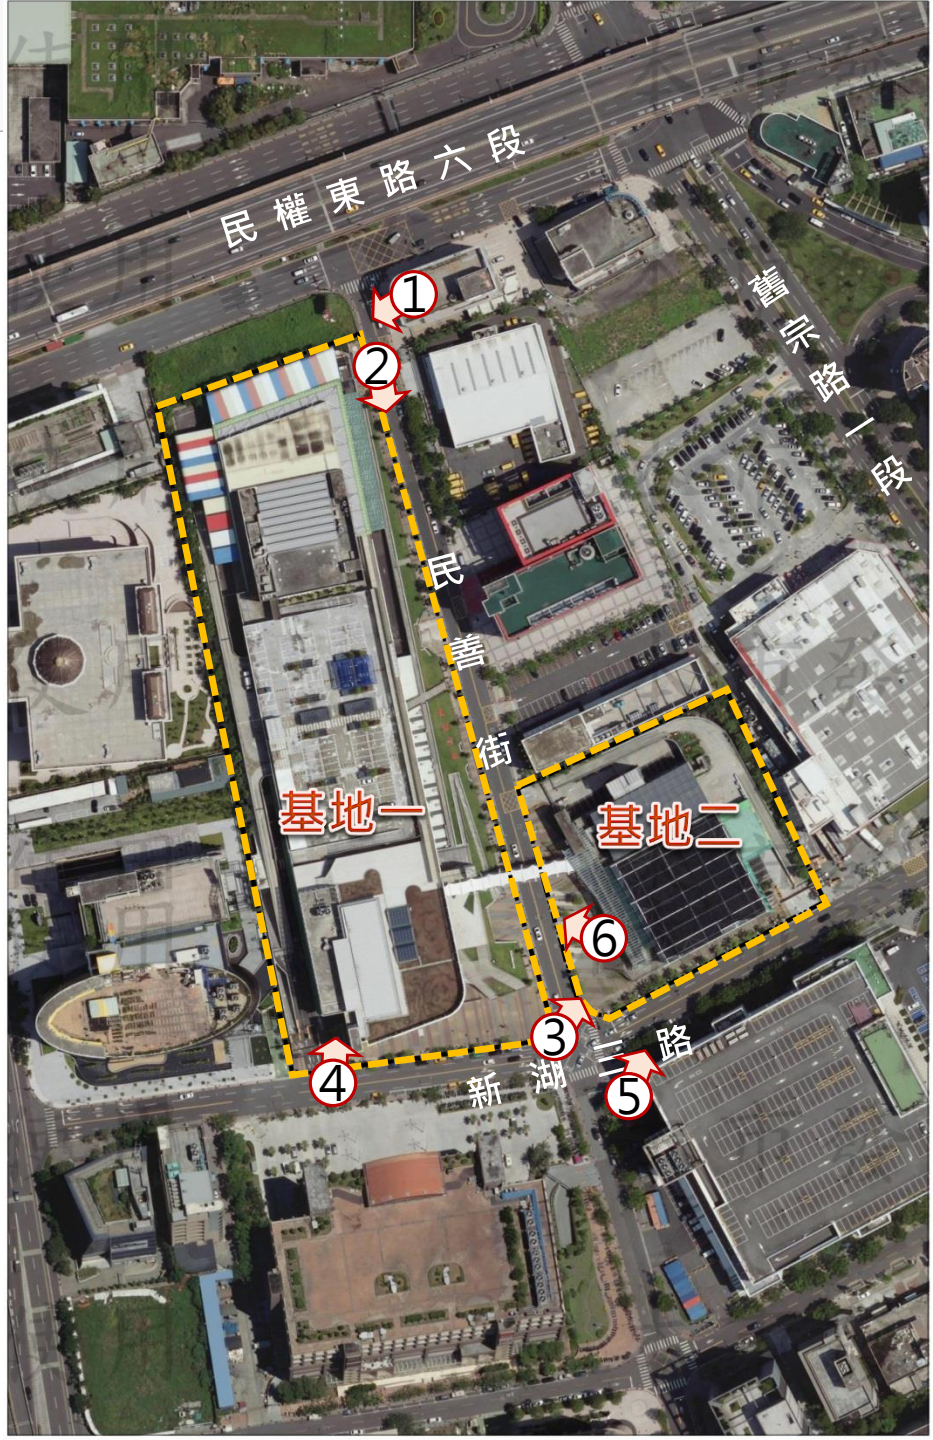 民權東路六段
舊宗路一段
①
②
民善街
基地一
基地二
⑥
③
④
⑤
新湖三路